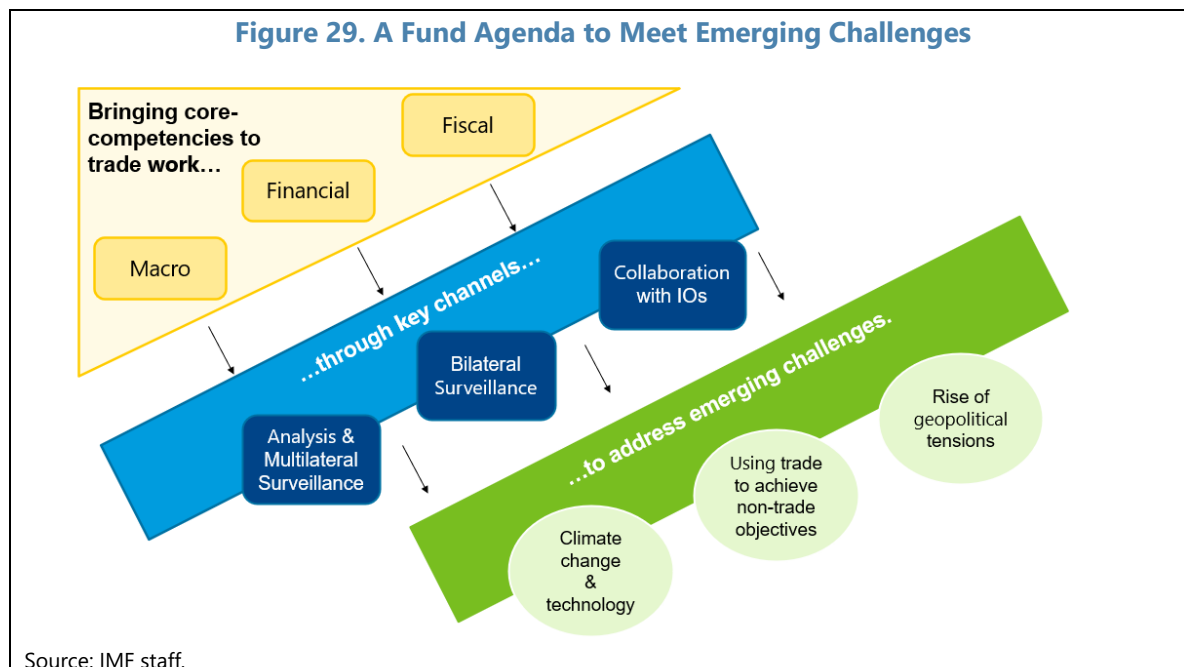 Figure 29. A Fund Agenda to Meet Emerging Challenges
Bringing core-
competencies to
trade work…
Fiscal
Financial
Macro
…through key channels…
Collaboration
with IOs
Bilateral
Surveillance
Analysis &
Multilateral
Surveillance
…to address emerging challenges.
Rise of
geopolitical
tensions
Using trade
to achieve
non-trade
objectives
Climate
change
&
technology
Source: IMF staff.